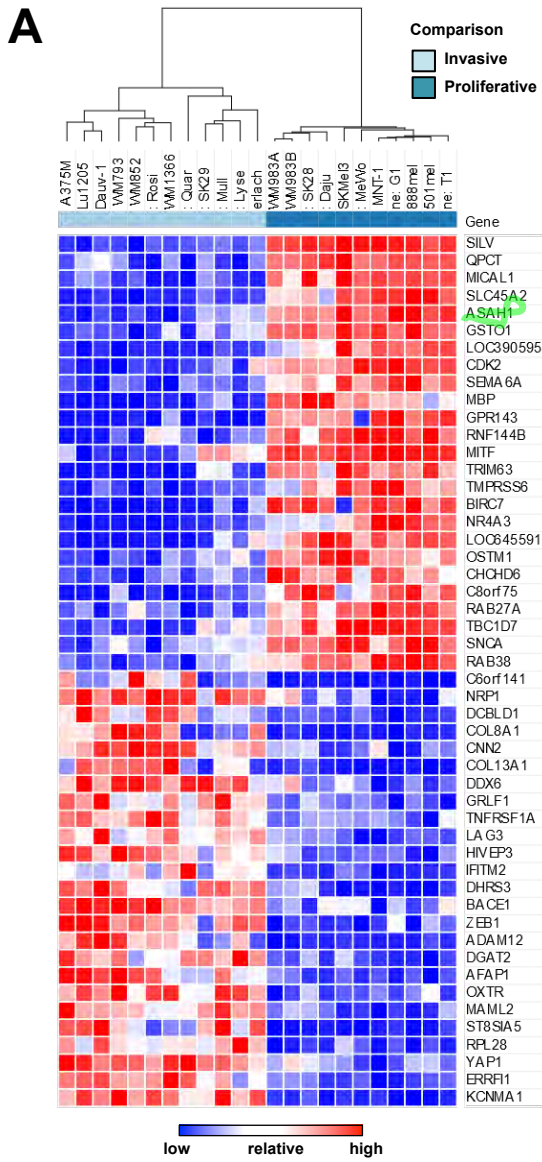 A
Comparison
Invasive
Proliferative
A375M
Lu1205
Dauv-1
WM793
WM852
: Rosi
WM1366
: Quar
: SK29
: Mull
: Lyse
erlach
WM983A
WM983B
: SK28
: Daju
SKMel3
: MeWo
MNT-1
ne: G1
888mel
501mel
ne: T1
Gene
SILV
QPCT
MICAL1
SLC45A2
ASAH1
GSTO1
LOC390595
CDK2
SEMA6A
MBP
GPR143
RNF144B
MITF
TRIM63
TMPRSS6
BIRC7
NR4A3
LOC645591
OSTM1
CHCHD6
C8orf75
RAB27A
TBC1D7
SNCA
RAB38
C6orf141
NRP1
DCBLD1
COL8A1
CNN2
COL13A1
DDX6
GRLF1
TNFRSF1A
LAG3
HIVEP3
IFITM2
DHRS3
BACE1
ZEB1
ADAM12
DGAT2
AFAP1
OXTR
MAML2
ST8SIA5
RPL28
YAP1
ERRFI1
KCNMA1
low relative high